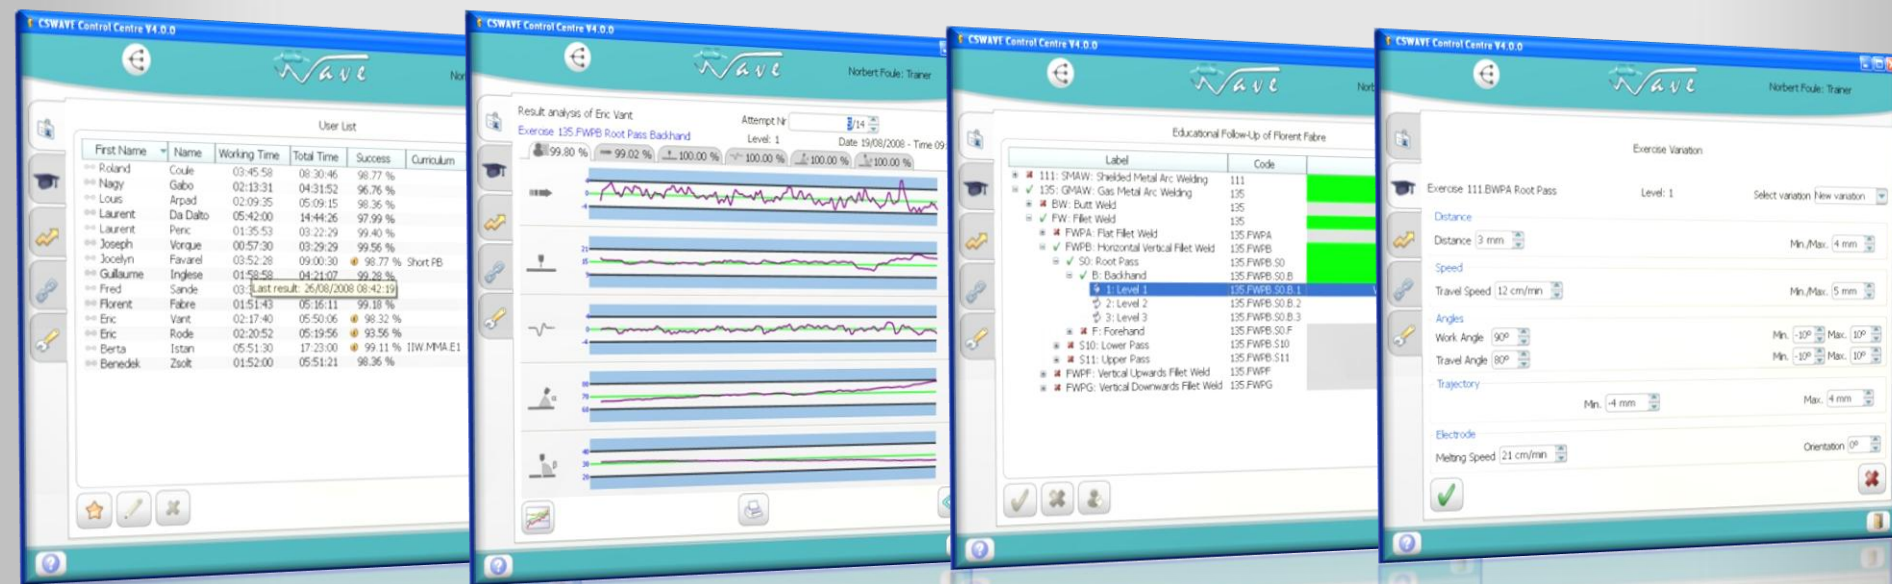 CSWAVE Control Centre V4.0.0
Wave
User List
First Name Name Working Time Total Time Success Curriculum
Roland Coule 03:45:58 08:30:46 98.77 %
Nagy Gabo 02:13:31 04:31:52 96.76 %
Louis Arpad 02:09:35 05:09:15 98.36 %
Laurent Da Dalto 05:42:00 14:44:26 97.99 %
Laurent Penc 01:35:53 03:22:29 99.40 %
Joseph Vorque 00:57:30 03:29:29 99.56 %
Jocelyn Favarel 03:52:28 09:00:30 98.77 % Short PB
Guillaume Inglese 01:58:58 04:21:07 99.28 %
Fred Sande 03: Last result: 26/08/2008 08:42:19
Florent Fabre 01:51:43 05:16:11 99.18 %
Eric Vant 02:17:40 05:50:06 98.32 %
Eric Rode 02:20:52 05:19:56 93.56 %
Berta Istan 05:51:30 17:23:00 99.11 % IIW.MMA.E1
Benedek Zsolt 01:52:00 05:51:21 98.36 %
CSWAVE Control Centre V4.0.0
Wave
Norbert Foule: Trainer
Result analysis of Eric Vant Attempt Nr /14
Exercise 135.FWPB Root Pass Backhand Level: 1 Date 19/08/2008 - Time 09:
99.80 % 99.02 % 100.00 % 100.00 % 100.00 % 100.00 %
CSWAVE Control Centre V4.0.0
Wave
Educational Follow-Up of Florent Fabre
Label Code
111: SMAW: Shielded Metal Arc Welding 111
135: GMAW: Gas Metal Arc Welding 135
BW: Butt Weld 135
FW: Fillet Weld 135
FWPA: Flat Fillet Weld 135.FWPA
FWPB: Horizontal Vertical Fillet Weld 135.FWPB
S0: Root Pass 135.FWPB.S0
B: Backhand 135.FWPB.S0.B
1: Level 1 135.FWPB.S0.B.1
2: Level 2 135.FWPB.S0.B.2
3: Level 3 135.FWPB.S0.B.3
F: Forehand 135.FWPB.S0.F
S10: Lower Pass 135.FWPB.S10
S11: Upper Pass 135.FWPB.S11
FWPF: Vertical Upwards Fillet Weld 135.FWPF
FWPG: Vertical Downwards Fillet Weld 135.FWPG
CSWAVE Control Centre V4.0.0
Wave
Norbert Foule: Trainer
Exercise Variation
Exercise 111.BWPA Root Pass Level: 1 Select variation New variation
Distance
Distance 3 mm Min./Max. 4 mm
Speed
Travel Speed 12 cm/min Min./Max. 5 mm
Angles
Work Angle 90º Min. -10º Max. 10º
Travel Angle 80º Min. -10º Max. 10º
Trajectory
Min. -4 mm Max. 4 mm
Electrode
Melting Speed 21 cm/min Orientation 0º